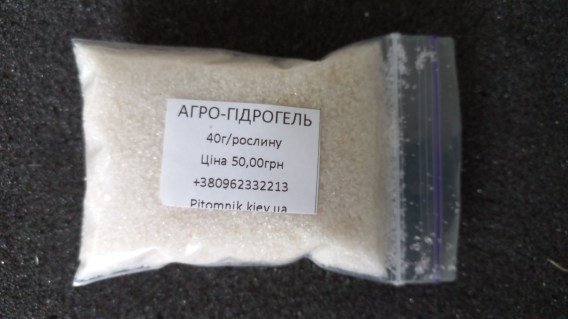 АГРО-ГІДРОГЕЛЬ
40г/рослину
Ціна 50,00грн
+380962332213
Pitomnik.kiev.ua